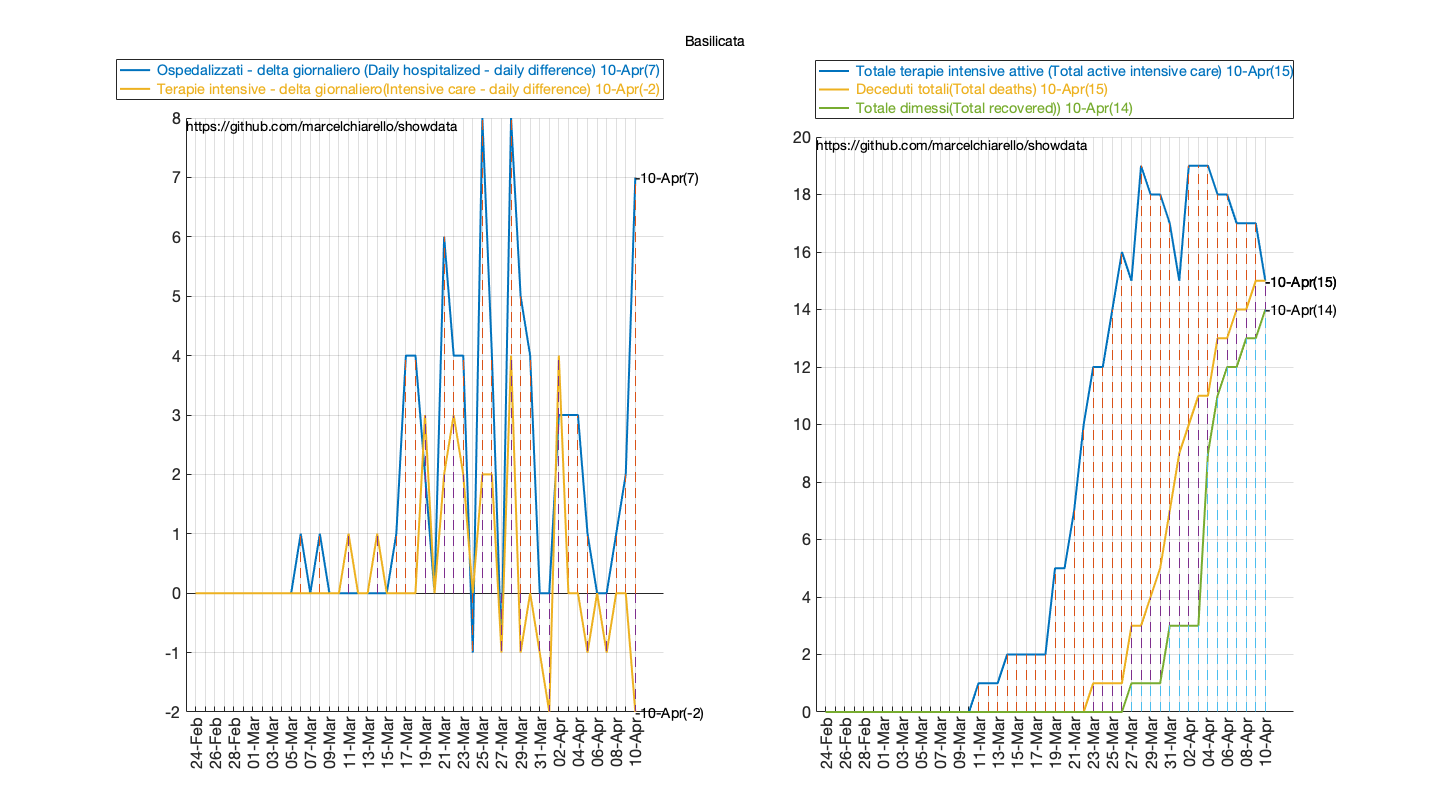 Basilicata
Ospedalizzati - delta giornaliero (Daily hospitalized - daily difference) 10-Apr(7)
Terapie intensive - delta giornaliero(Intensive care - daily difference) 10-Apr(-2)
https://github.com/marcelchiarello/showdata
8
7
6
5
4
3
2
1
0
-1
-2
-10-Apr(7)
-10-Apr(-2)
24-Feb
26-Feb
28-Feb
01-Mar
03-Mar
05-Mar
07-Mar
09-Mar
11-Mar
13-Mar
15-Mar
17-Mar
19-Mar
21-Mar
23-Mar
25-Mar
27-Mar
29-Mar
31-Mar
02-Apr
04-Apr
06-Apr
08-Apr
10-Apr
Totale terapie intensive attive (Total active intensive care) 10-Apr(15)
Deceduti totali(Total deaths) 10-Apr(15)
Totale dimessi(Total recovered)) 10-Apr(14)
https://github.com/marcelchiarello/showdata
20
18
16
14
12
10
8
6
4
2
0
-10-Apr(15)
-10-Apr(14)
24-Feb
26-Feb
28-Feb
01-Mar
03-Mar
05-Mar
07-Mar
09-Mar
11-Mar
13-Mar
15-Mar
17-Mar
19-Mar
21-Mar
23-Mar
25-Mar
27-Mar
29-Mar
31-Mar
02-Apr
04-Apr
06-Apr
08-Apr
10-Apr